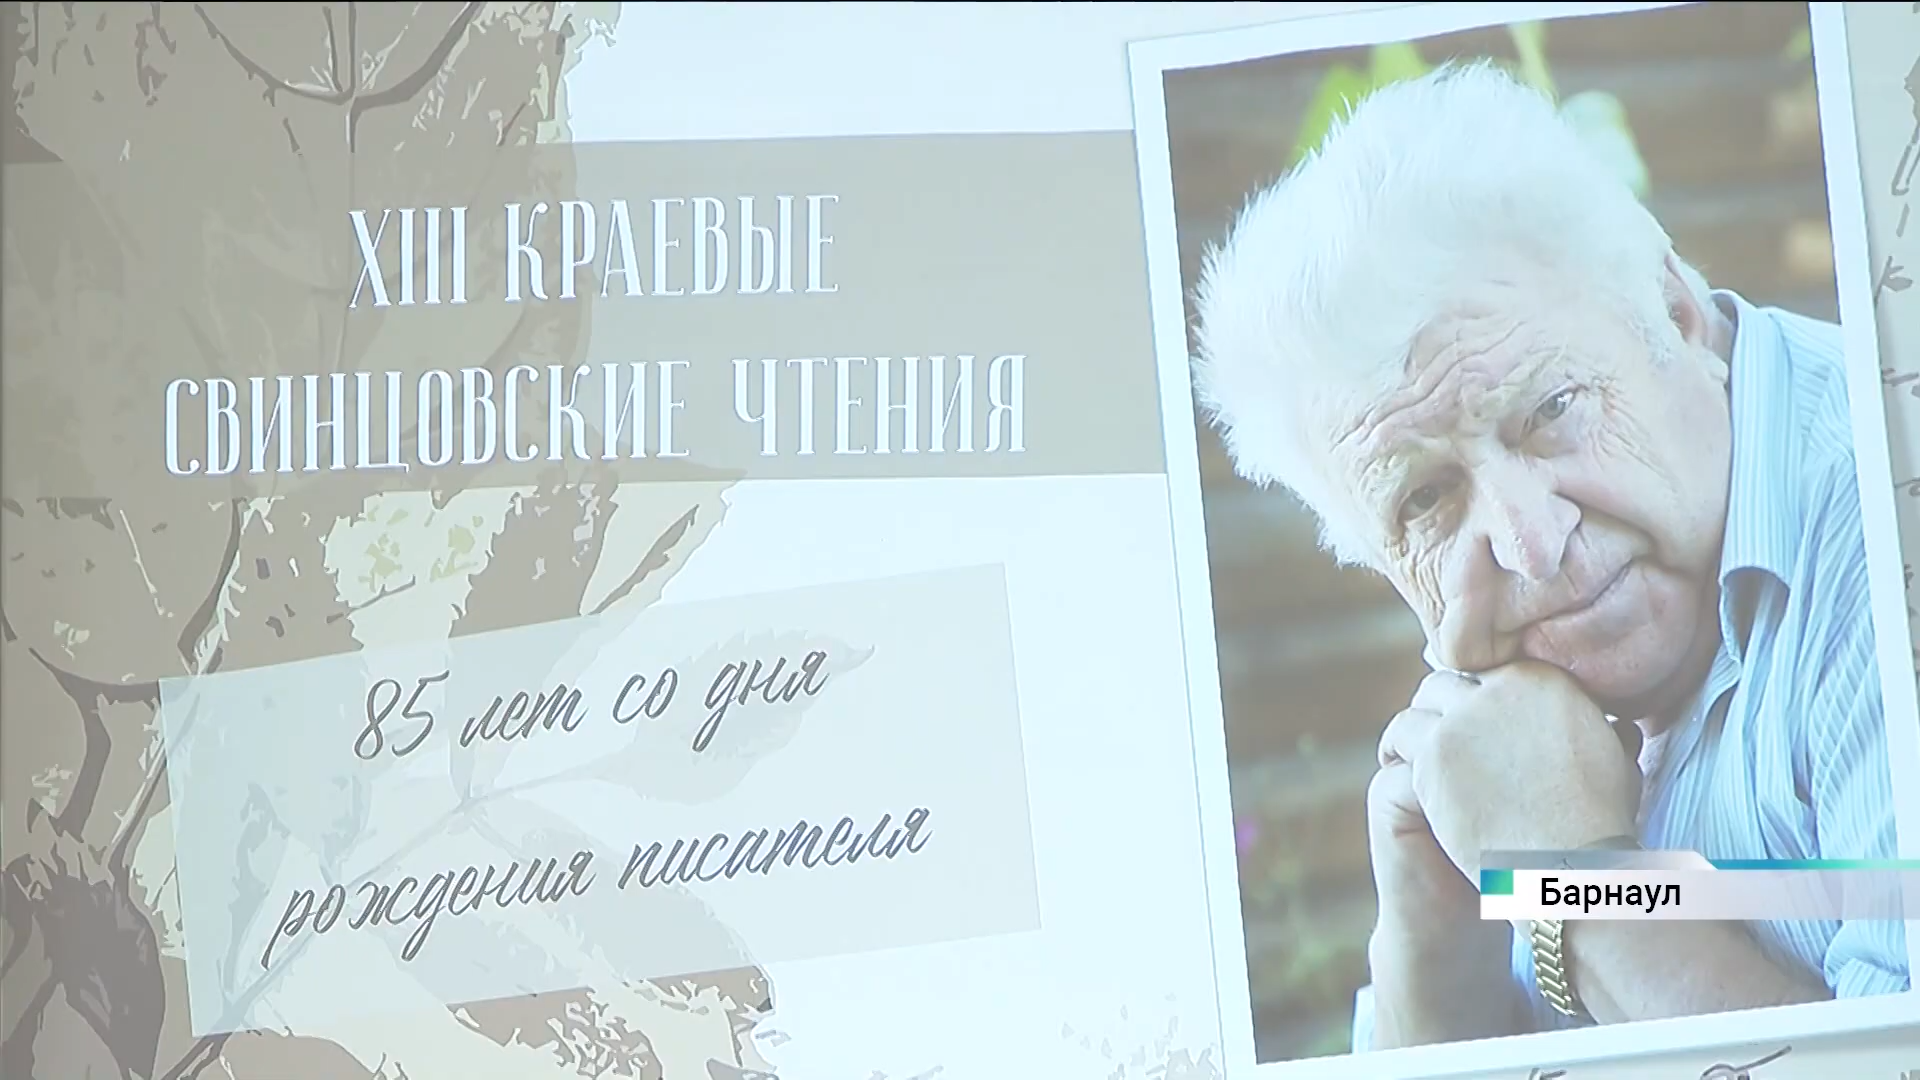 XIII КРАЕВЫЕ
СВИНЦОВСКИЕ ЧТЕНИЯ
85 лет со дня
рождения писателя
Барнаул